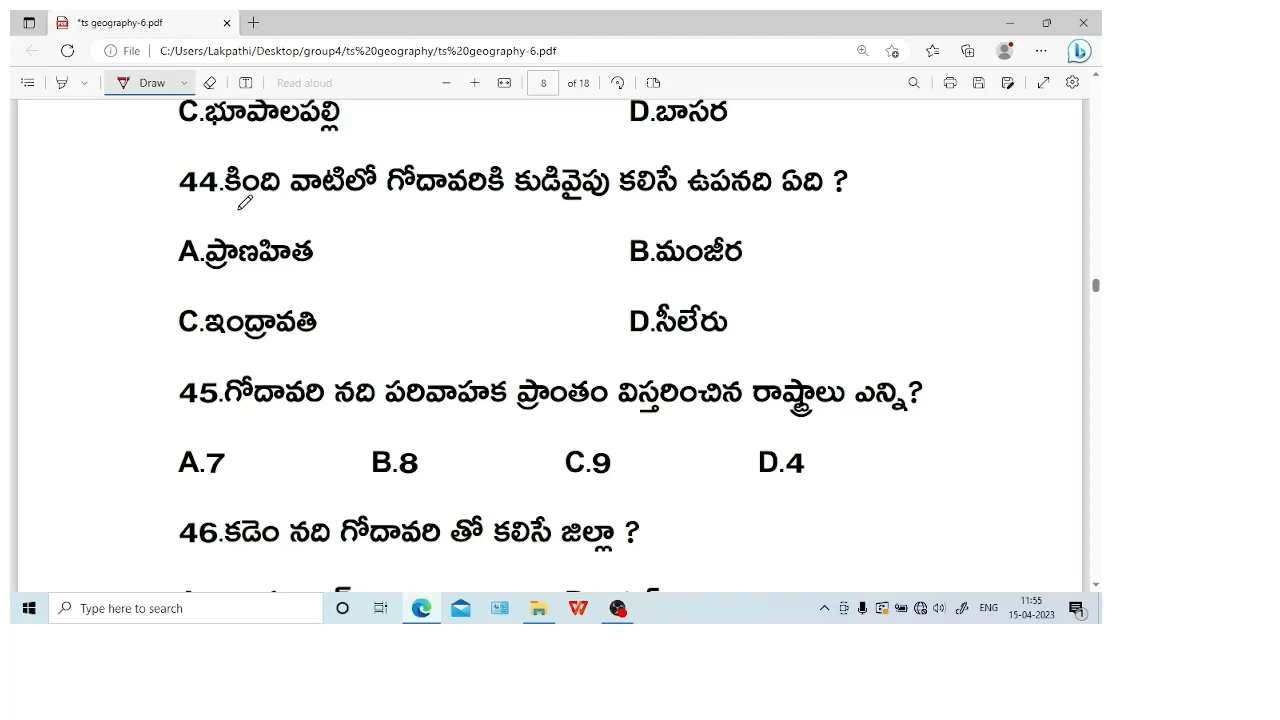 *ts geography-6.pdf
File C:/Users/Lakpathi/Desktop/group4/ts%20geography/ts%20geography-6.pdf
Draw Read aloud 8 of 18
C.భూపాలపల్లి D.బాసర
44.కింది వాటిలో గోదావరికి కుడివైపు కలిసే ఉపనది ఏది ?
A.ప్రాణహిత B.మంజీర
C.ఇంద్రావతి D.సీలేరు
45.గోదావరి నది పరివాహక ప్రాంతం విస్తరించిన రాష్ట్రాలు ఎన్ని?
A.7 B.8 C.9 D.4
46.కడెం నది గోదావరి తో కలిసే జిల్లా ?
Type here to search ENG 11:55
15-04-2023 1